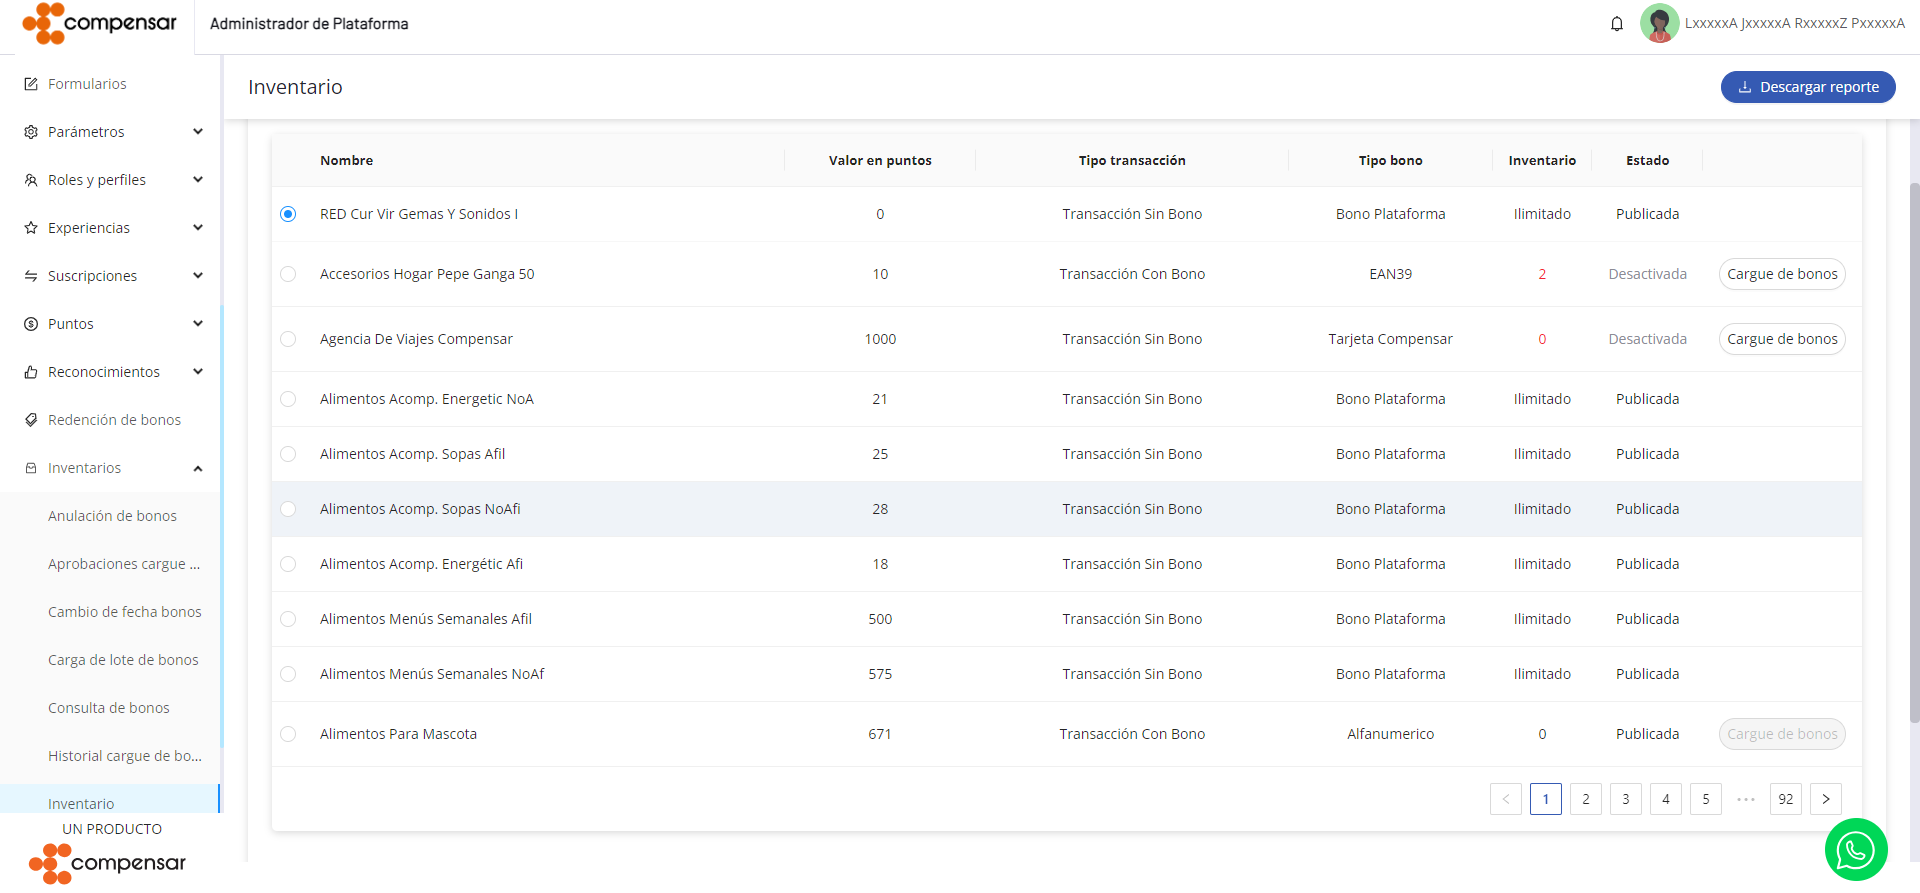 compensar
Administrador de Plataforma
LxxxxxA JxxxxxA RxxxxxZ PxxxxxA
Formularios
Parámetros
Roles y perfiles
Experiencias
Suscripciones
Puntos
Reconocimientos
Redención de bonos
Inventarios
Anulación de bonos
Aprobaciones cargue ...
Cambio de fecha bonos
Carga de lote de bonos
Consulta de bonos
Historial cargue de bo...
Inventario
UN PRODUCTO
compensar
Inventario
Descargar reporte
Nombre Valor en puntos Tipo transacción Tipo bono Inventario Estado
RED Cur Vir Gemas Y Sonidos I 0 Transacción Sin Bono Bono Plataforma Ilimitado Publicada
Accesorios Hogar Pepe Ganga 50 10 Transacción Con Bono EAN39 2 Desactivada Cargue de bonos
Agencia De Viajes Compensar 1000 Transacción Sin Bono Tarjeta Compensar 0 Desactivada Cargue de bonos
Alimentos Acomp. Energetic NoA 21 Transacción Sin Bono Bono Plataforma Ilimitado Publicada
Alimentos Acomp. Sopas Afil 25 Transacción Sin Bono Bono Plataforma Ilimitado Publicada
Alimentos Acomp. Sopas NoAfi 28 Transacción Sin Bono Bono Plataforma Ilimitado Publicada
Alimentos Acomp. Energétic Afi 18 Transacción Sin Bono Bono Plataforma Ilimitado Publicada
Alimentos Menús Semanales Afil 500 Transacción Sin Bono Bono Plataforma Ilimitado Publicada
Alimentos Menús Semanales NoAf 575 Transacción Sin Bono Bono Plataforma Ilimitado Publicada
Alimentos Para Mascota 671 Transacción Con Bono Alfanumerico 0 Publicada Cargue de bonos
< 1 2 3 4 5 ••• 92 >